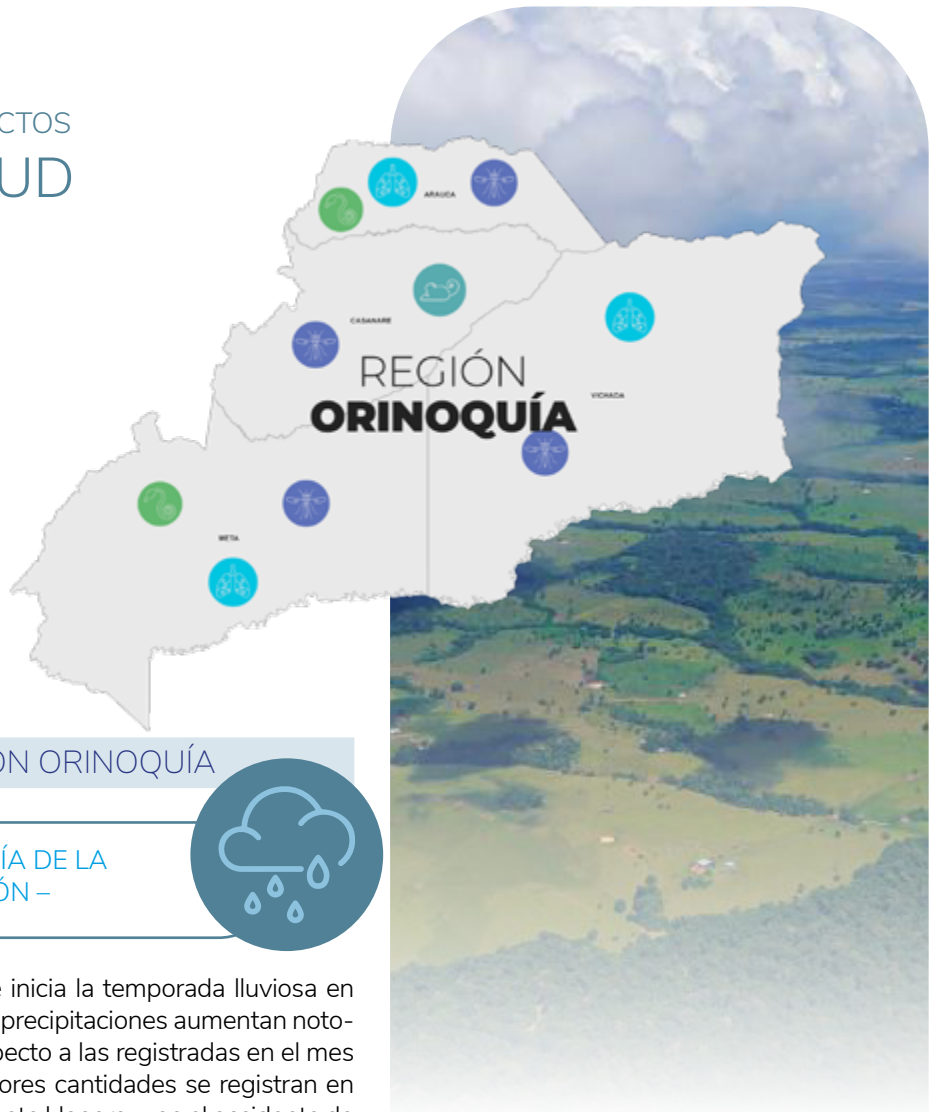 CTOS
UD
ARAUCA
CASANARE
REGIÓN
VICHADA
ORINOQUÍA
META
ÓN ORINOQUÍA
ÍA DE LA
ÓN –
e inicia la temporada lluviosa en
precipitaciones aumentan noto-
pecto a las registradas en el mes
ores cantidades se registran en